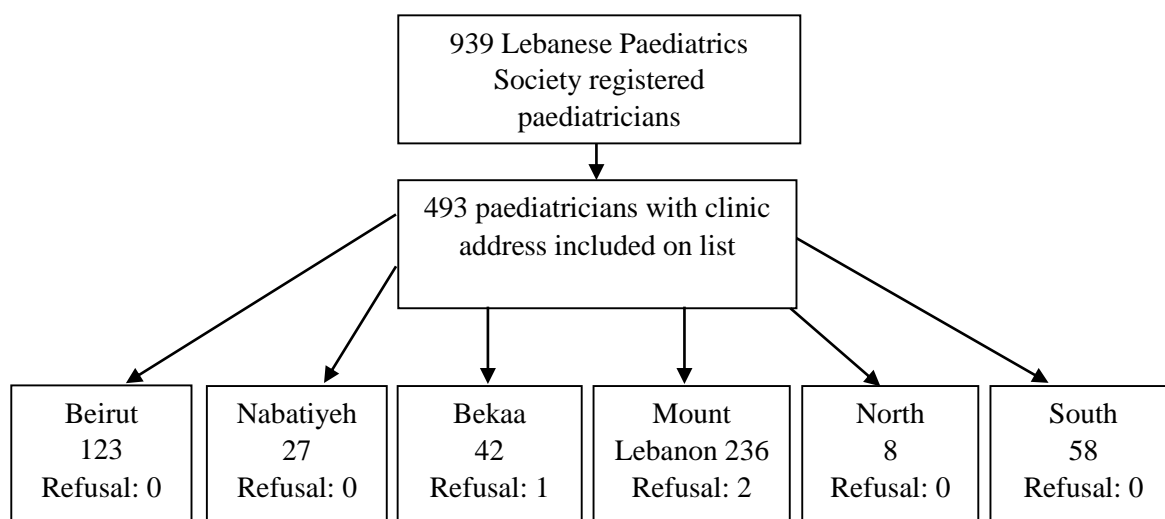 939 Lebanese Paediatrics
Society registered
paediatricians
493 paediatricians with clinic
address included on list
Beirut
123
Refusal: 0
Nabatiyeh
27
Refusal: 0
Bekaa
42
Refusal: 1
Mount
Lebanon 236
Refusal: 2
North
8
Refusal: 0
South
58
Refusal: 0